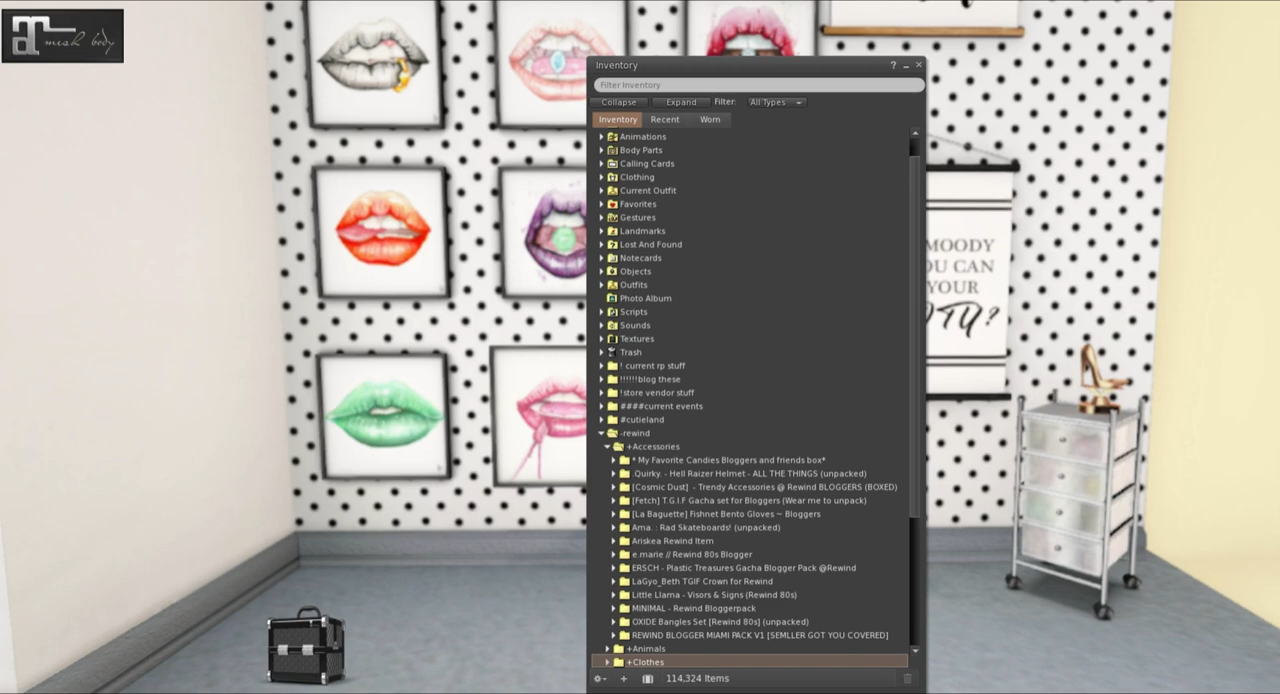 mesh body
Inventory
?
Filter Inventory
Collapse Expand Filter: All Types
Inventory Recent Worn
Animations
Body Parts
Calling Cards
Clothing
Current Outfit
Favorites
Gestures
Landmarks
Lost And Found
Notecards
Objects
Outfits
Photo Album
Scripts
Sounds
Textures
Trash
! current rp stuff
!!!!!!blog these
!store vendor stuff
####current events
#cutieland
-rewind
+Accessories
* My Favorite Candies Bloggers and friends box*
.Quirky. - Hell Raizer Helmet - ALL THE THINGS (unpacked)
[Cosmic Dust] - Trendy Accessories @ Rewind BLOGGERS (BOXED)
[Fetch] T.G.I.F Gacha set for Bloggers (Wear me to unpack)
[La Baguette] Fishnet Bento Gloves ~ Bloggers
Ama. : Rad Skateboards! (unpacked)
Ariskea Rewind Item
e.marie // Rewind 80s Blogger
ERSCH - Plastic Treasures Gacha Blogger Pack @Rewind
LaGyo_Beth TGIF Crown for Rewind
Little Llama - Visors & Signs (Rewind 80s)
MINIMAL - Rewind Bloggerpack
OXIDE Bangles Set [Rewind 80s] (unpacked)
REWIND BLOGGER MIAMI PACK V1 [SEMLLER GOT YOU COVERED]
+Animals
+Clothes
114,324 Items
MOODY
OU CAN
YOUR